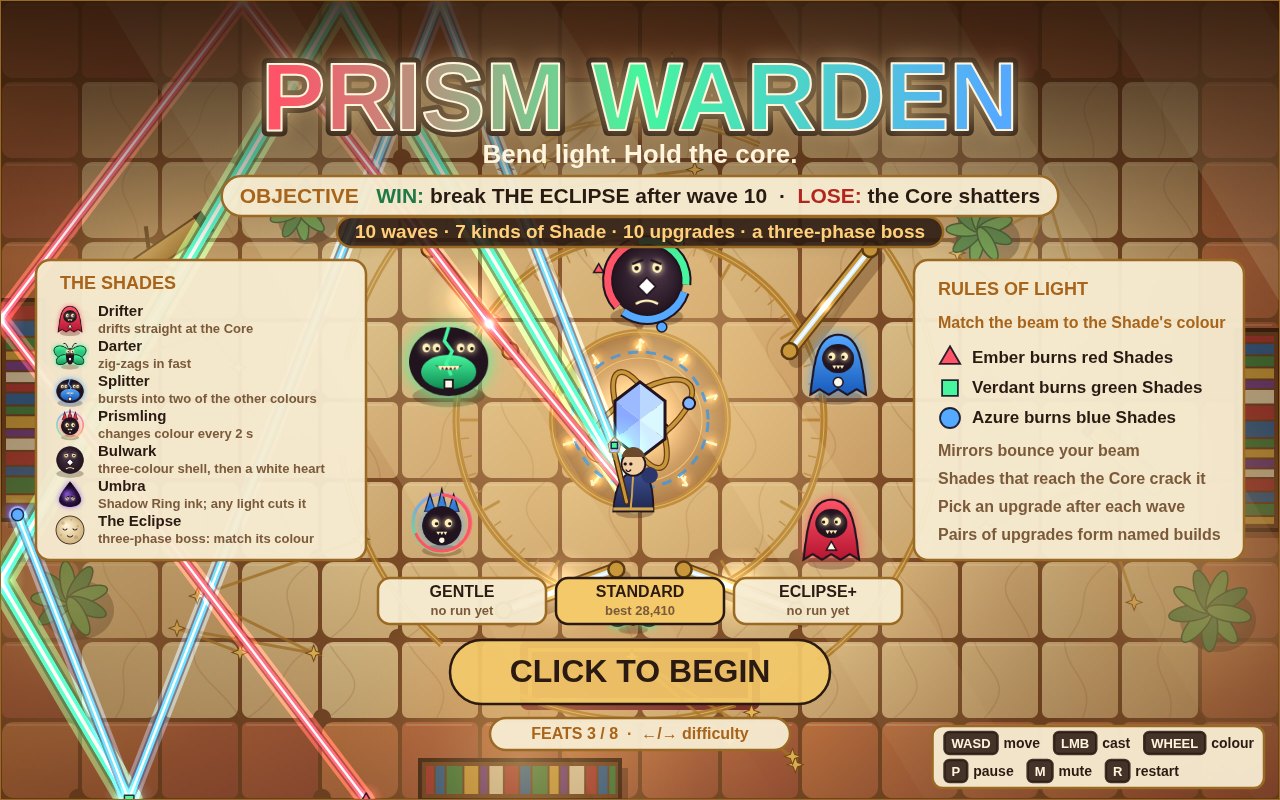 PRISM WARDEN
Bend light. Hold the core.
OBJECTIVE WIN: break THE ECLIPSE after wave 10 · LOSE: the Core shatters
10 waves · 7 kinds of Shade · 10 upgrades · a three-phase boss
THE SHADES
Drifter
drifts straight at the Core
Darter
zig-zags in fast
Splitter
bursts into two of the other colours
Prismling
changes colour every 2 s
Bulwark
three-colour shell, then a white heart
Umbra
Shadow Ring ink; any light cuts it
The Eclipse
three-phase boss: match its colour
RULES OF LIGHT
Match the beam to the Shade's colour
Ember burns red Shades
Verdant burns green Shades
Azure burns blue Shades
Mirrors bounce your beam
Shades that reach the Core crack it
Pick an upgrade after each wave
Pairs of upgrades form named builds
GENTLE
no run yet
STANDARD
best 28,410
ECLIPSE+
no run yet
CLICK TO BEGIN
FEATS 3 / 8 · ←/→ difficulty
WASD move LMB cast WHEEL colour
P pause M mute R restart